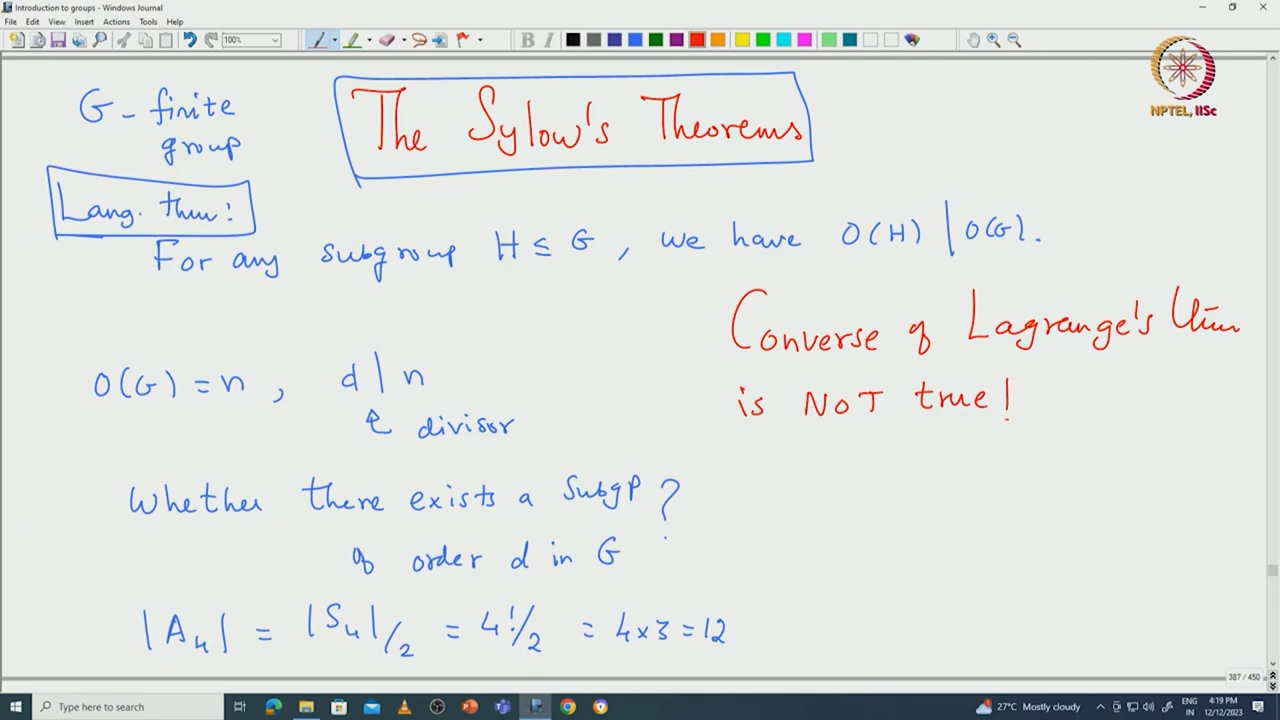 Introduction to groups - Windows Journal
File Edit View Insert Actions Tools Help
100%
B I
NPTEL, IISc
G - finite group
The Sylow's Theorems
Lang. thm:
For any subgroup H ≤ G, we have O(H) | O(G).
Converse of Lagrange's thm
is NOT true!
O(G) = n, d | n
divisor
Whether there exists a subgp ?
of order d in G
|A₄| = |S₄|/2 = 4!/2 = 4x3 = 12
387 / 450
Type here to search
27°C Mostly cloudy
ENG
IN
4:19 PM
12/12/2023